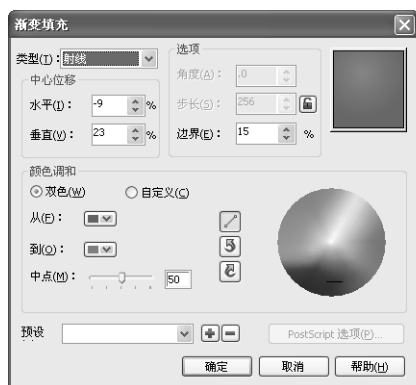 渐变填充
类型(T):射线
选项
角度(A): .0
中心位移
水平(I): -9 %
步长(S): 256
垂直(V): 23 %
边界(E): 15 %
颜色调和
双色(W) 自定义(C)
从(F):
到(O):
中点(M): 50
预设
PostScript 选项(P)...
确定 取消 帮助(H)